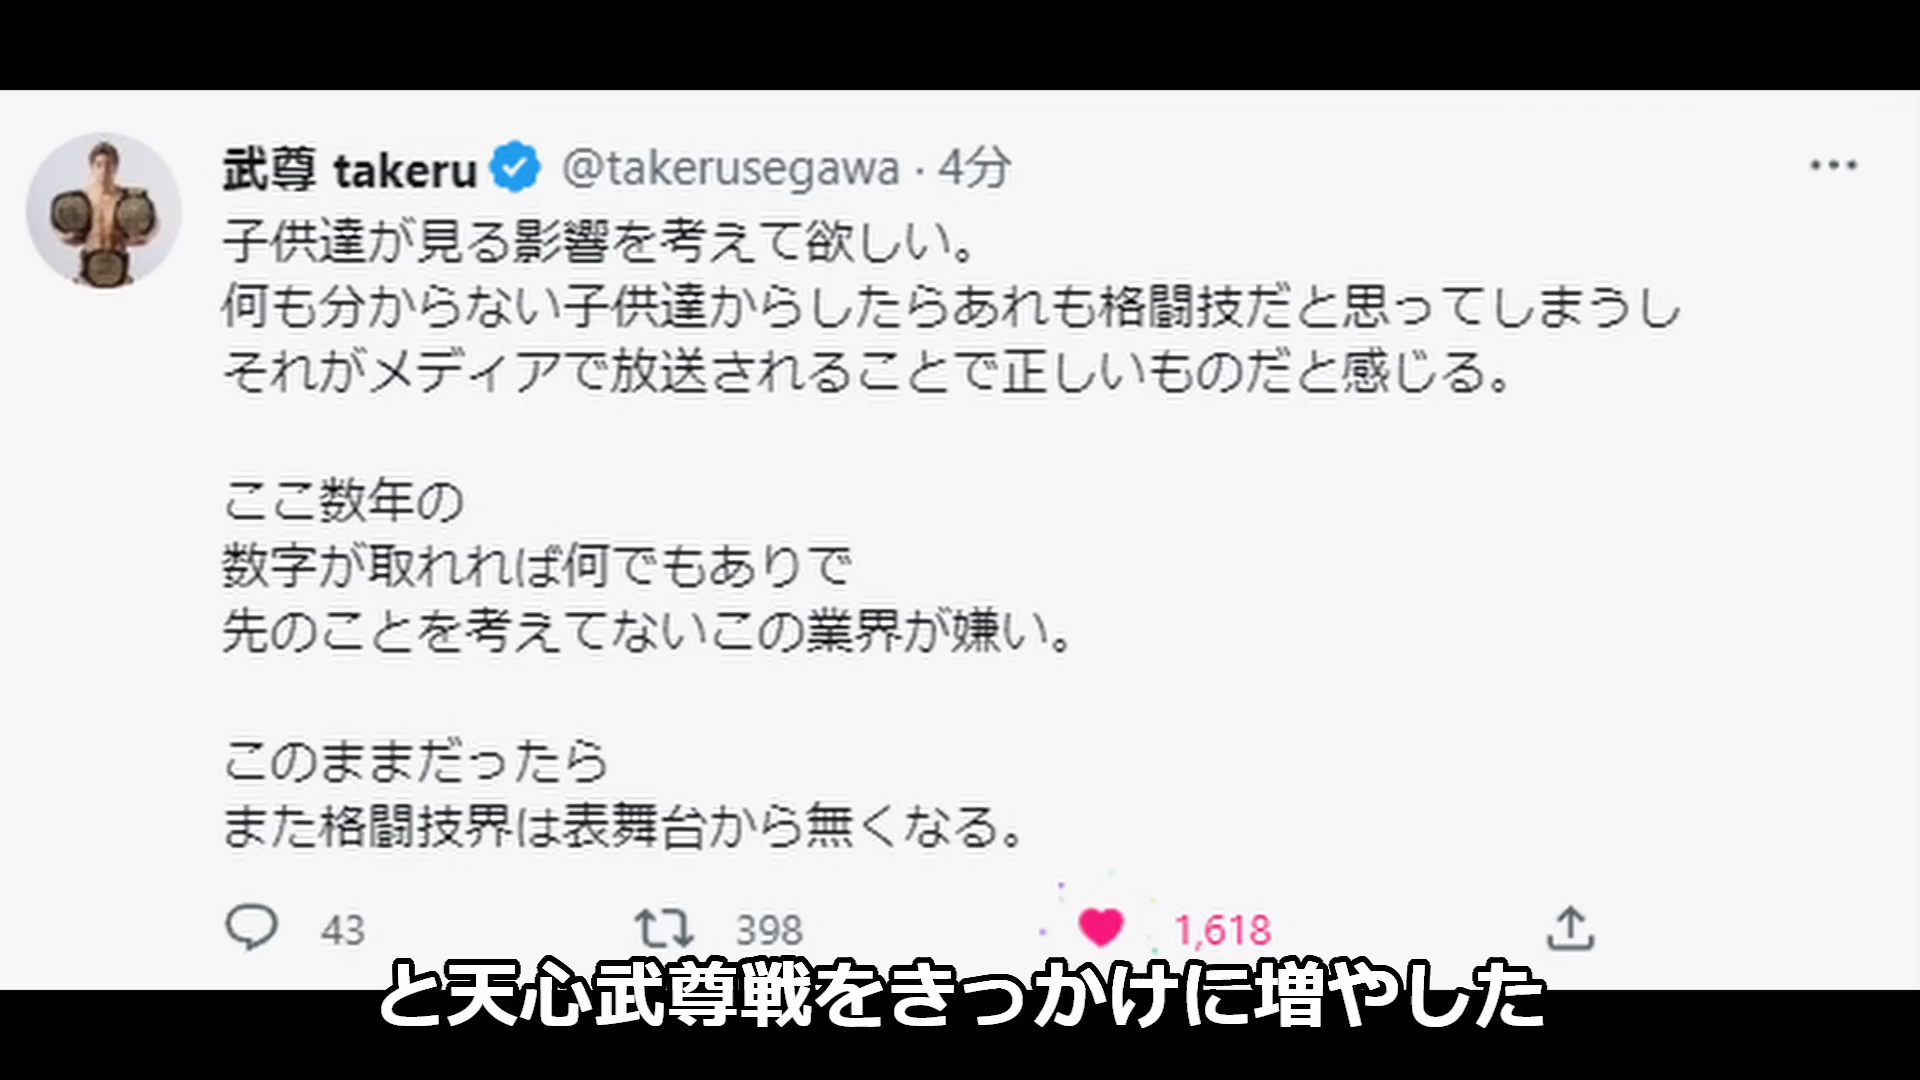 武尊 takeru @takerusegawa · 4分
子供達が見る影響を考えて欲しい。
何も分からない子供達からしたらあれも格闘技だと思ってしまうし
それがメディアで放送されることで正しいものだと感じる。
ここ数年の
数字が取れれば何でもありで
先のことを考えてないこの業界が嫌い。
このままだったら
また格闘技界は表舞台から無くなる。
43 398 1,618
と天心武尊戦をきっかけに増やした